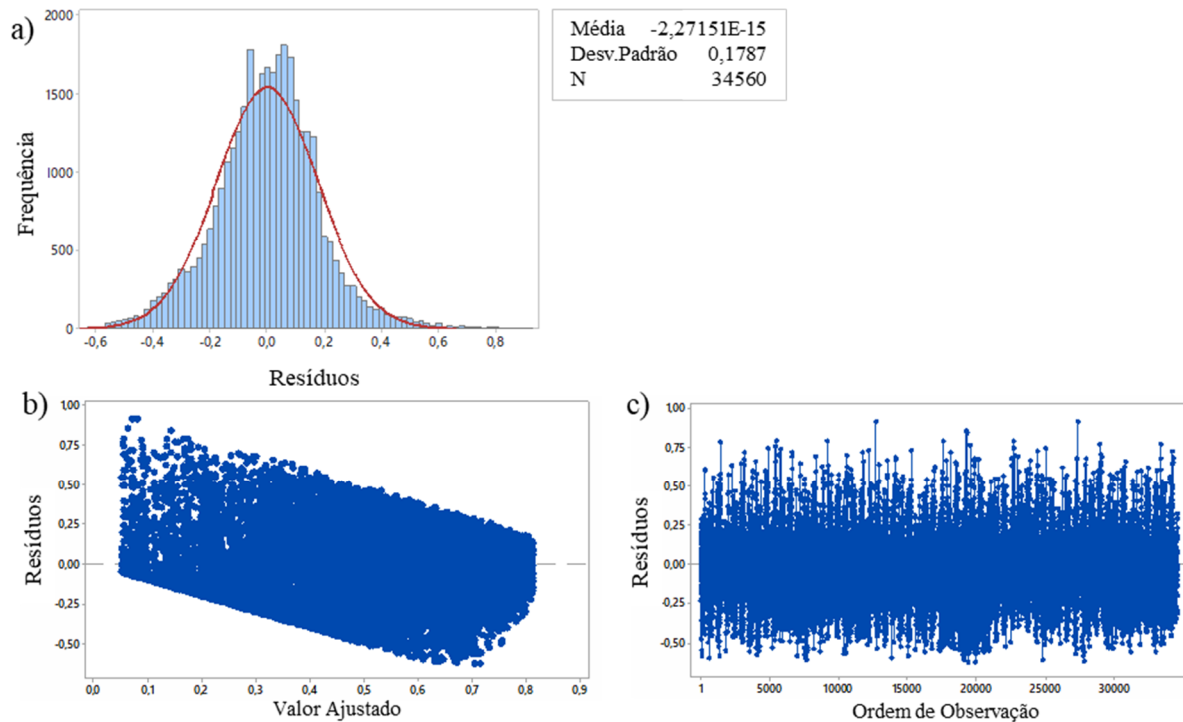 a)
Média -2,27151E-15
Desv.Padrão 0,1787
N 34560
Frequência
2000
1500
1000
500
0
-0,6 -0,4 -0,2 0,0 0,2 0,4 0,6 0,8
Resíduos
b)
Resíduos
1,00
0,75
0,50
0,25
0,00
-0,25
-0,50
0,0 0,1 0,2 0,3 0,4 0,5 0,6 0,7 0,8 0,9
Valor Ajustado
c)
Resíduos
1,00
0,75
0,50
0,25
0,00
-0,25
-0,50
1 5000 10000 15000 20000 25000 30000
Ordem de Observação